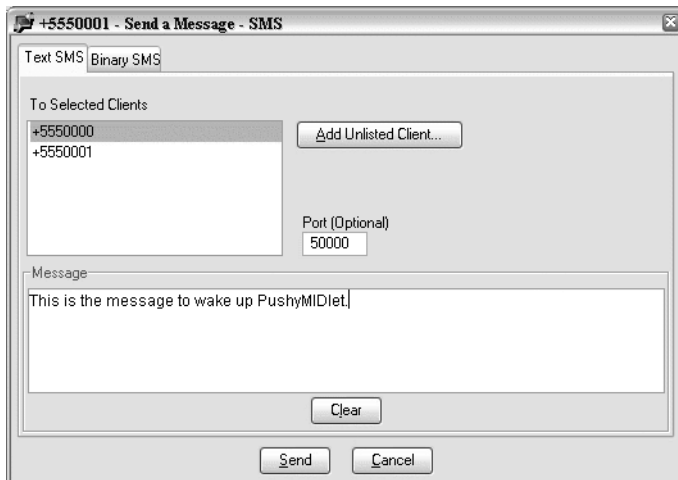 +5550001 - Send a Message - SMS
Text SMS Binary SMS
To Selected Clients
+5550000
+5550001
Add Unlisted Client...
Port (Optional)
50000
Message
This is the message to wake up PushyMIDlet.
Clear
Send Cancel